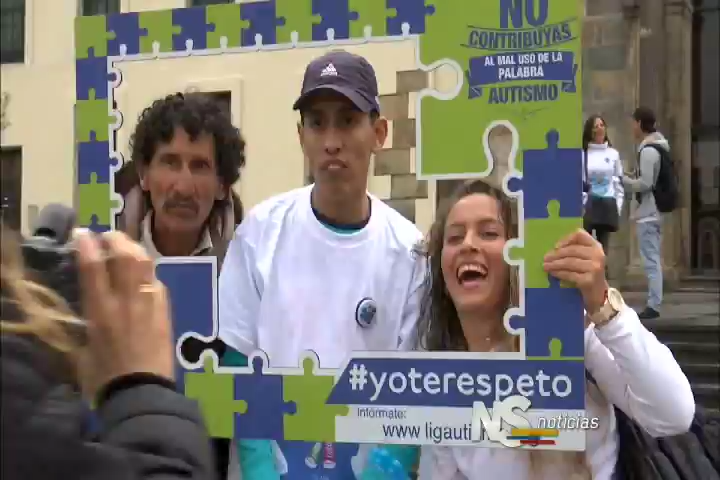 NO
CONTRIBUYAS
AL MAL USO DE LA
PALABRA
AUTISMO
#yoterespeto
Infórmate:
www.ligauti
NS noticias